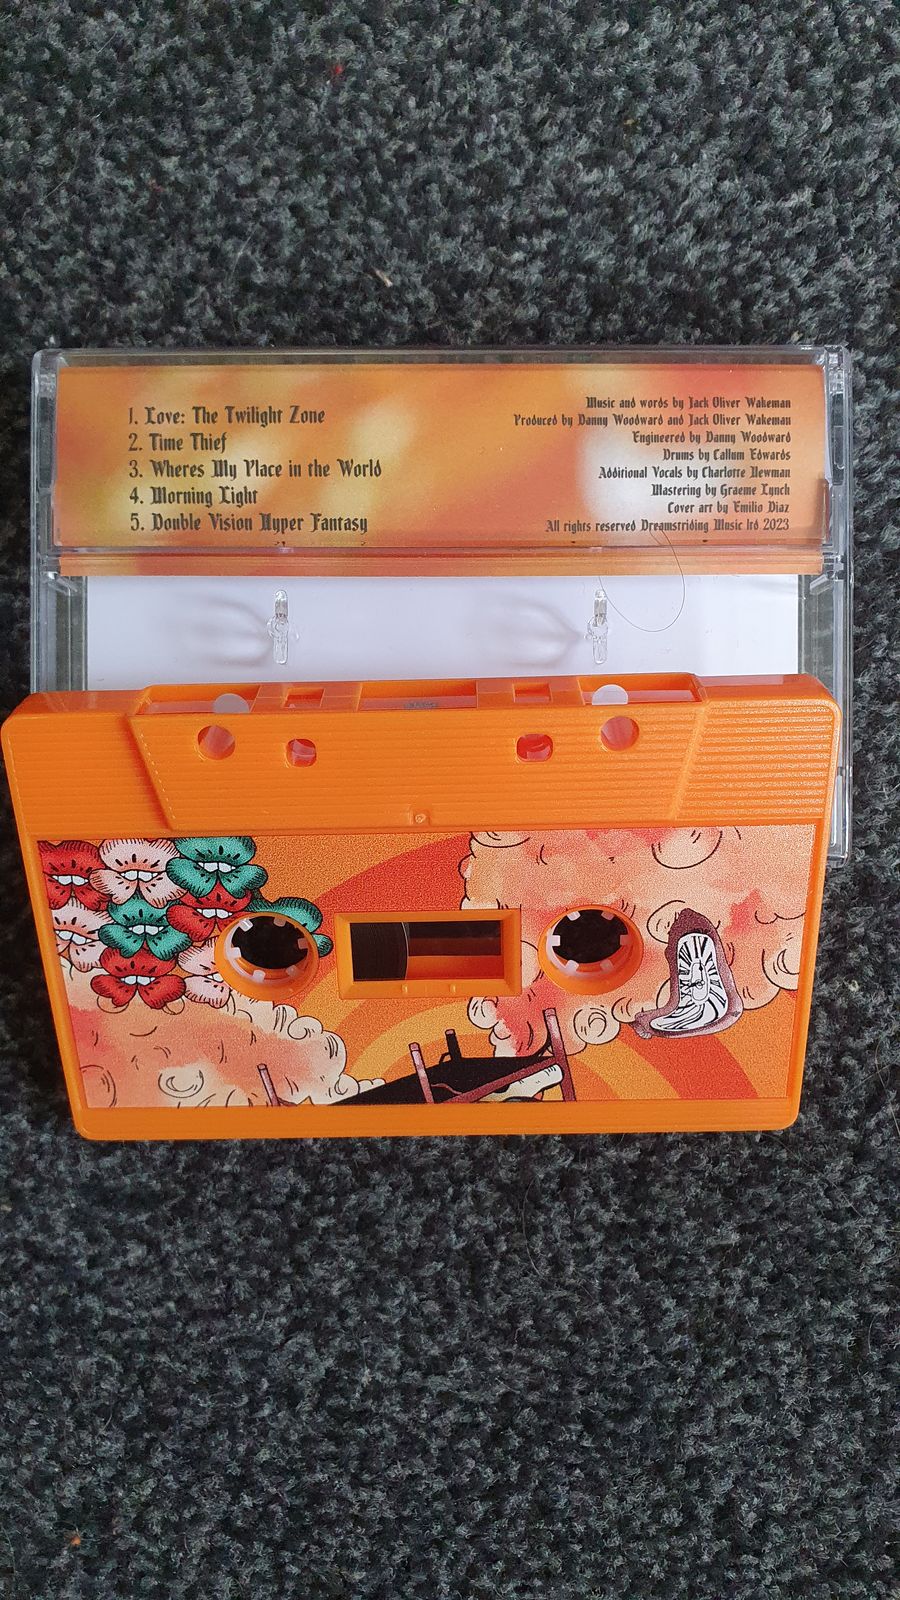 1. Love: The Twilight Zone
2. Time Thief
3. Wheres My Place in the World
4. Morning Light
5. Double Vision Hyper Fantasy
Music and words by Jack Oliver Wakeman
Produced by Danny Woodward and Jack Oliver Wakeman
Engineered by Danny Woodward
Drums by Callum Edwards
Additional Vocals by Charlotte Newman
Mastering by Graeme Lynch
Cover art by Emilio Diaz
All rights reserved Dreamstriding Music ltd 2023